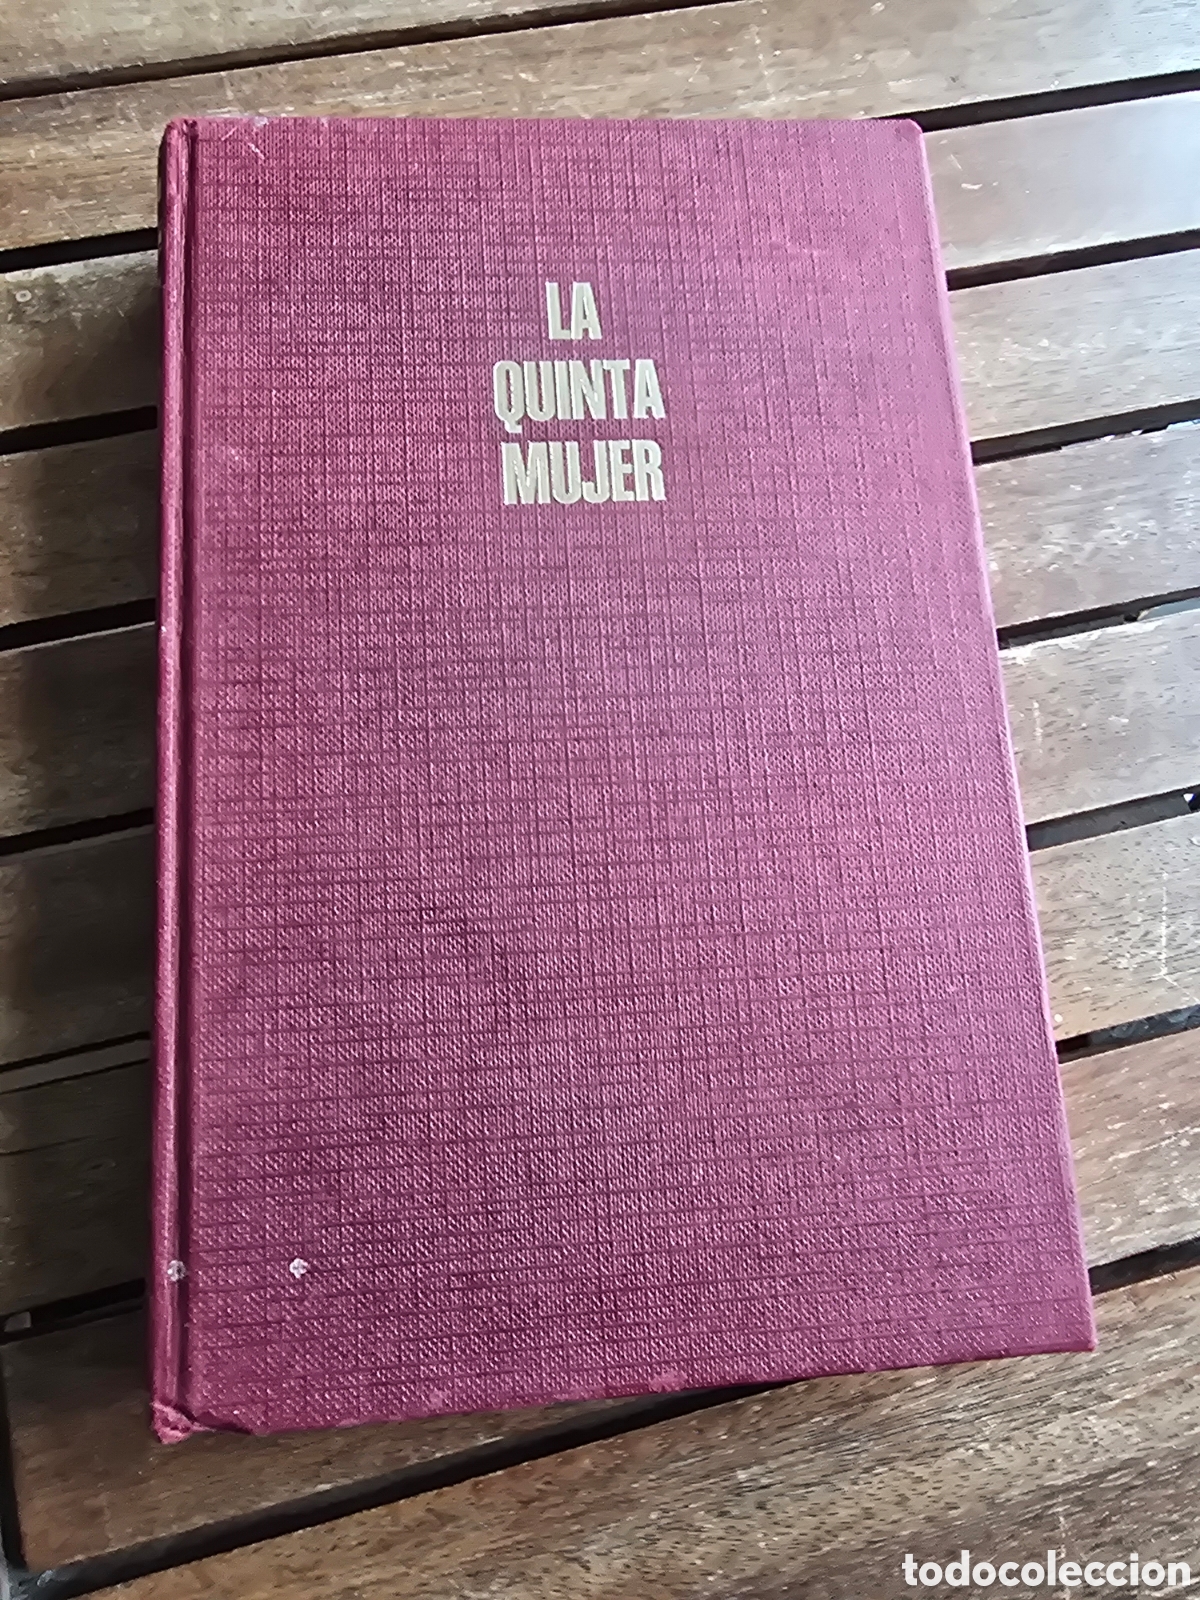 LA
QUINTA
MUJER
todocoleccion